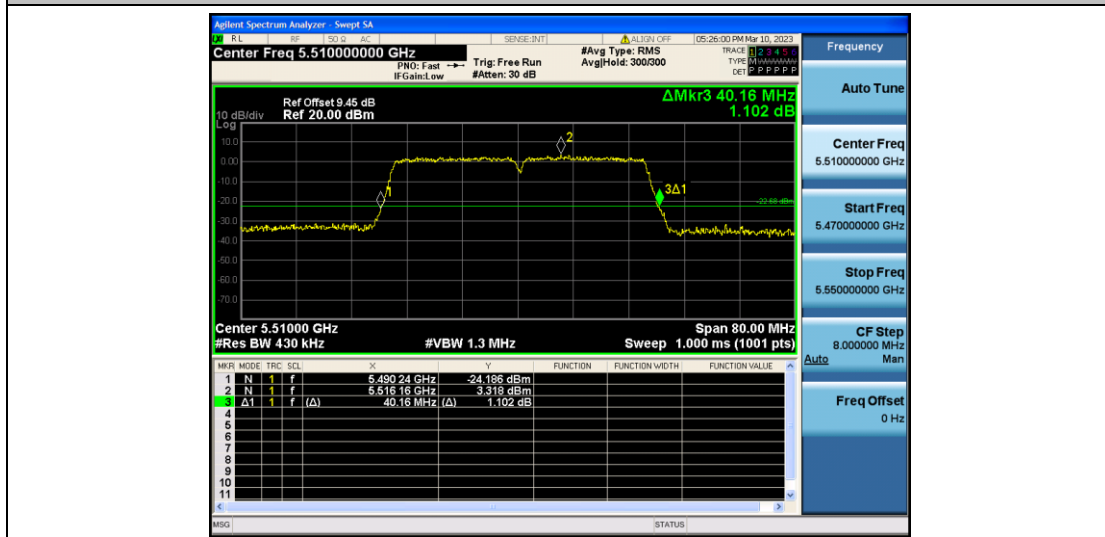 Agilent Spectrum Analyzer - Swept SA
RL RF 50 Ω AC SENSE:INT ALIGN OFF 05:26:00 PM Mar 10, 2023
Center Freq 5.510000000 GHz
PNO: Fast
IFGain:Low
Trig: Free Run
#Atten: 30 dB
#Avg Type: RMS
Avg|Hold: 300/300
TRACE 1 2 3 4 5 6
TYPE M
DET P P P P P P
Ref Offset 9.45 dB
10 dB/div Ref 20.00 dBm
Log
ΔMkr3 40.16 MHz
1.102 dB
10.0
0.00
-10.0
-20.0
-30.0
-40.0
-50.0
-60.0
-70.0
1
2
3Δ1
-22.68 dBm
Center 5.51000 GHz Span 80.00 MHz
#Res BW 430 kHz #VBW 1.3 MHz Sweep 1.000 ms (1001 pts)
MKR MODE TRC SCL X Y FUNCTION FUNCTION WIDTH FUNCTION VALUE
1 N 1 f 5.490 24 GHz -24.186 dBm
2 N 1 f 5.516 16 GHz 3.318 dBm
3 Δ1 1 f (Δ) 40.16 MHz (Δ) 1.102 dB
4
5
6
7
8
9
10
11
MSG STATUS
Frequency
Auto Tune
Center Freq
5.510000000 GHz
Start Freq
5.470000000 GHz
Stop Freq
5.550000000 GHz
CF Step
8.000000 MHz
Auto Man
Freq Offset
0 Hz